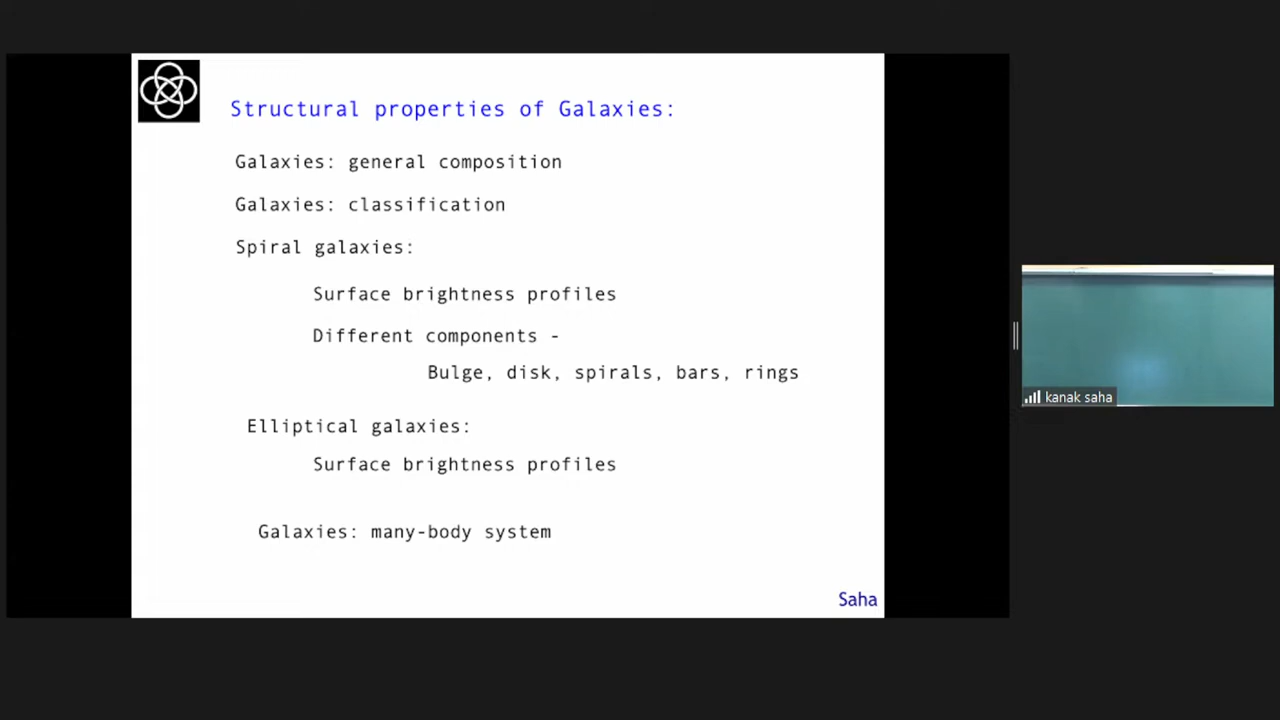 Structural properties of Galaxies:
Galaxies: general composition
Galaxies: classification
Spiral galaxies:
Surface brightness profiles
Different components -
Bulge, disk, spirals, bars, rings
Elliptical galaxies:
Surface brightness profiles
Galaxies: many-body system
Saha
kanak saha